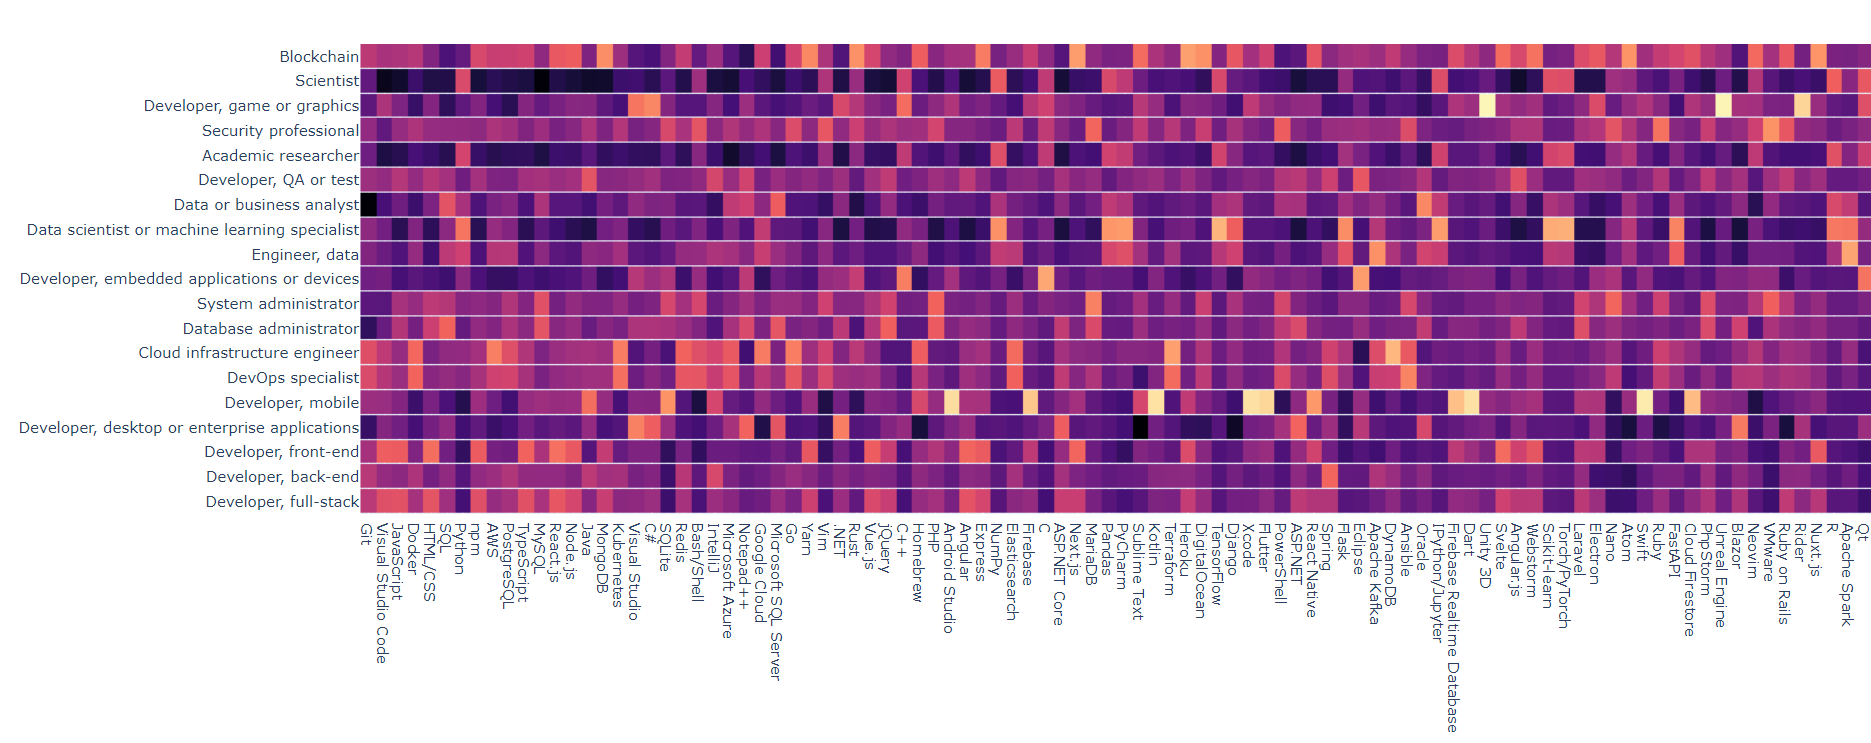 Blockchain
Scientist
Developer, game or graphics
Security professional
Academic researcher
Developer, QA or test
Data or business analyst
Data scientist or machine learning specialist
Engineer, data
Developer, embedded applications or devices
System administrator
Database administrator
Cloud infrastructure engineer
DevOps specialist
Developer, mobile
Developer, desktop or enterprise applications
Developer, front-end
Developer, back-end
Developer, full-stack
Git
Visual Studio Code
JavaScript
Docker
HTML/CSS
SQL
Python
npm
AWS
PostgreSQL
TypeScript
MySQL
React.js
Node.js
Java
MongoDB
Kubernetes
Visual Studio
C#
SQLite
Redis
Bash/Shell
IntelliJ
Microsoft Azure
Notepad++
Google Cloud
Microsoft SQL Server
Go
Yarn
Vim
.NET
Rust
Vue.js
jQuery
C++
Homebrew
PHP
Android Studio
Angular
Express
NumPy
Elasticsearch
Firebase
C
ASP.NET Core
Next.js
MariaDB
Pandas
PyCharm
Sublime Text
Kotlin
Terraform
Heroku
DigitalOcean
TensorFlow
Django
Xcode
Flutter
PowerShell
ASP.NET
React Native
Spring
Flask
Eclipse
Apache Kafka
DynamoDB
Ansible
Oracle
IPython/Jupyter
Firebase Realtime Database
Dart
Unity 3D
Svelte
Angular.js
Webstorm
Scikit-learn
Torch/PyTorch
Laravel
Electron
Nano
Atom
Swift
Ruby
FastAPI
Cloud Firestore
PhpStorm
Unreal Engine
Blazor
Neovim
VMware
Ruby on Rails
Rider
Nuxt.js
R
Apache Spark
Qt